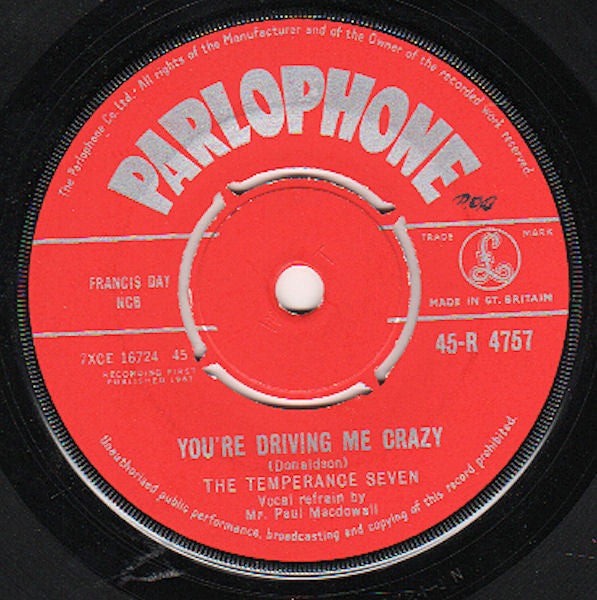 The Parlophone Co. Ltd. · All rights of the Manufacturer and of the Owner of the recorded work reserved.
PARLOPHONE
TRADE MARK
£
FRANCIS DAY
NCB
MADE IN GT. BRITAIN
7XCE 16724 45
45-R 4757
RECORDING FIRST
PUBLISHED 1961
YOU'RE DRIVING ME CRAZY
(Donaldson)
THE TEMPERANCE SEVEN
Vocal refrain by
Mr. Paul Macdowall
Unauthorised public performance, broadcasting and copying of this record prohibited.